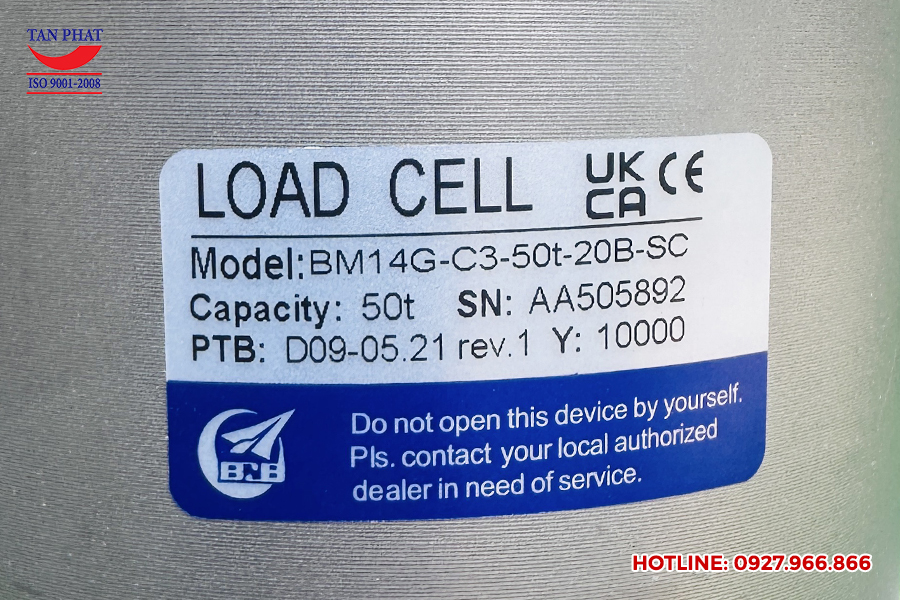 TAN PHAT
ISO 9001-2008
LOAD CELL UK CA CE
Model:BM14G-C3-50t-20B-SC
Capacity: 50t SN: AA505892
PTB: D09-05.21 rev.1 Y: 10000
Do not open this device by yourself.
Pls. contact your local authorized
dealer in need of service.
BNB
HOTLINE: 0927.966.866